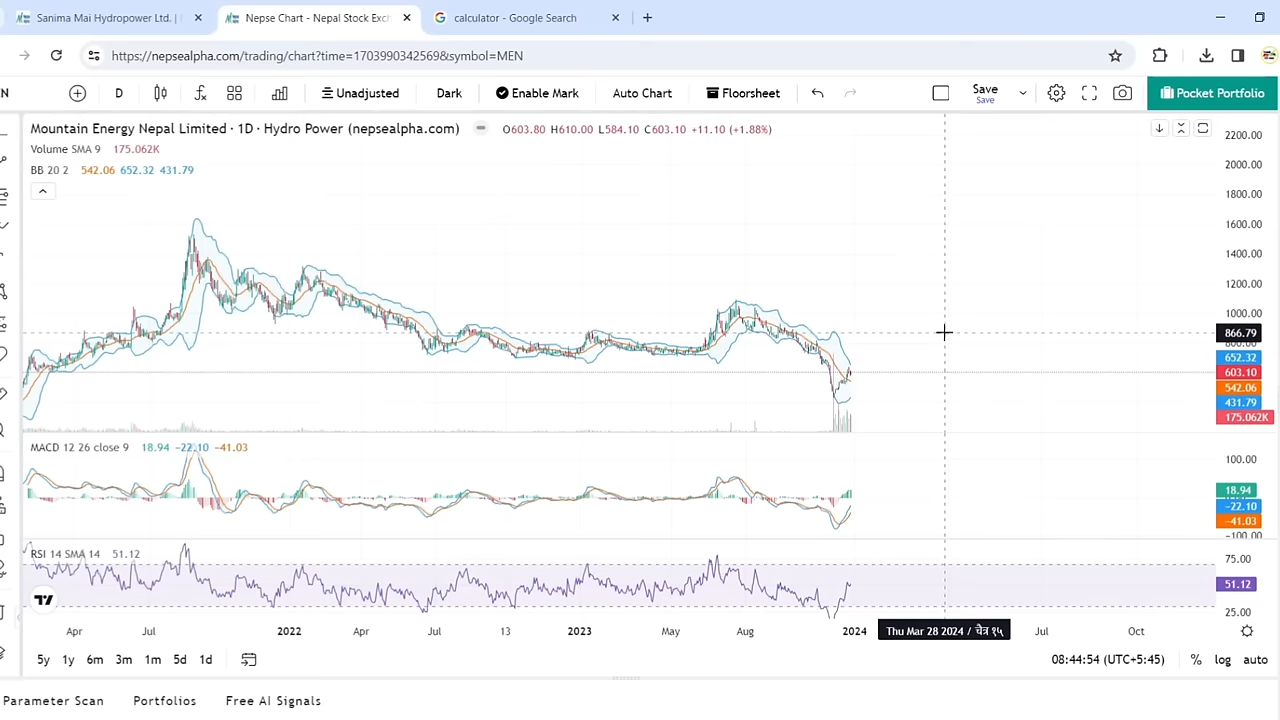 Sanima Mai Hydropower Ltd. |
Nepse Chart - Nepal Stock Exc
calculator - Google Search
https://nepsealpha.com/trading/chart?time=1703990342569&symbol=MEN
D
Unadjusted
Dark
Enable Mark
Auto Chart
Floorsheet
Save
Save
Pocket Portfolio
Mountain Energy Nepal Limited · 1D · Hydro Power (nepsealpha.com)
O603.80 H610.00 L584.10 C603.10 +11.10 (+1.88%)
Volume SMA 9 175.062K
BB 20 2 542.06 652.32 431.79
2200.00
2000.00
1800.00
1600.00
1400.00
1200.00
1000.00
866.79
800.00
652.32
603.10
542.06
431.79
175.062K
MACD 12 26 close 9 18.94 −22.10 −41.03
100.00
18.94
−22.10
−41.03
−100.00
RSI 14 SMA 14 51.12
75.00
51.12
25.00
Apr Jul 2022 Apr Jul 13 2023 May Aug 2024 Thu Mar 28 2024 / चैत्र १५ Jul Oct
5y 1y 6m 3m 1m 5d 1d
08:44:54 (UTC+5:45) % log auto
Parameter Scan Portfolios Free AI Signals